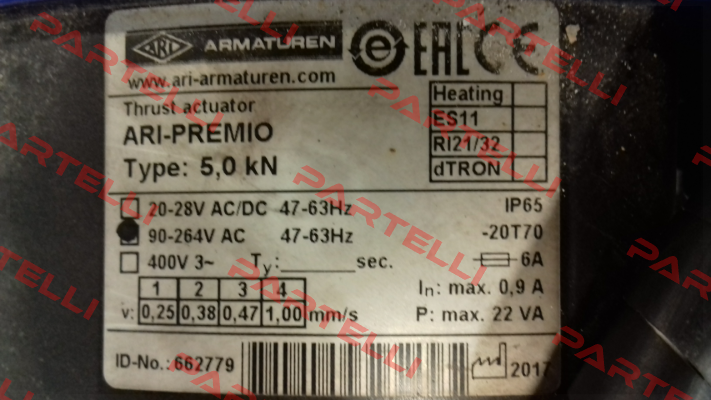 ARI ARMATUREN EAC CE
www.ari-armaturen.com
Thrust actuator
ARI-PREMIO
Type: 5,0 kN
Heating
ES11
RI21/32
dTRON
20-28V AC/DC 47-63Hz IP65
90-264V AC 47-63Hz -20T70
400V 3~ Ty:______ sec. 6A
1 2 3 4 In: max. 0,9 A
v: 0,25 0,38 0,47 1,00 mm/s P: max. 22 VA
ID-No.: 662779 2017
PARTELLI